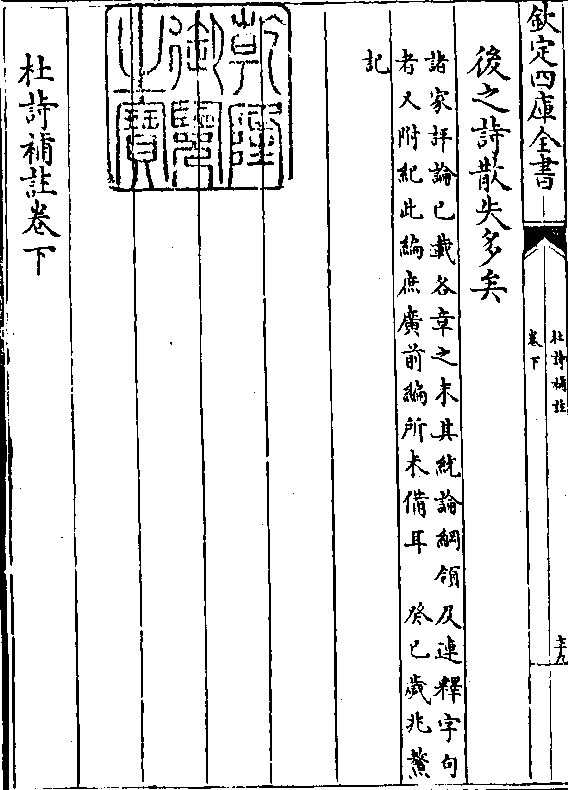 欽定四庫全書
杜詩補註
卷下
後之詩散失多矣
諸家評論已載各章之末其統論綱領及連釋字句
者又附紀此編庶廣前編所未備耳　癸巳歲兆鰲
記
乾隆
御覽
之寶
杜詩補註卷下